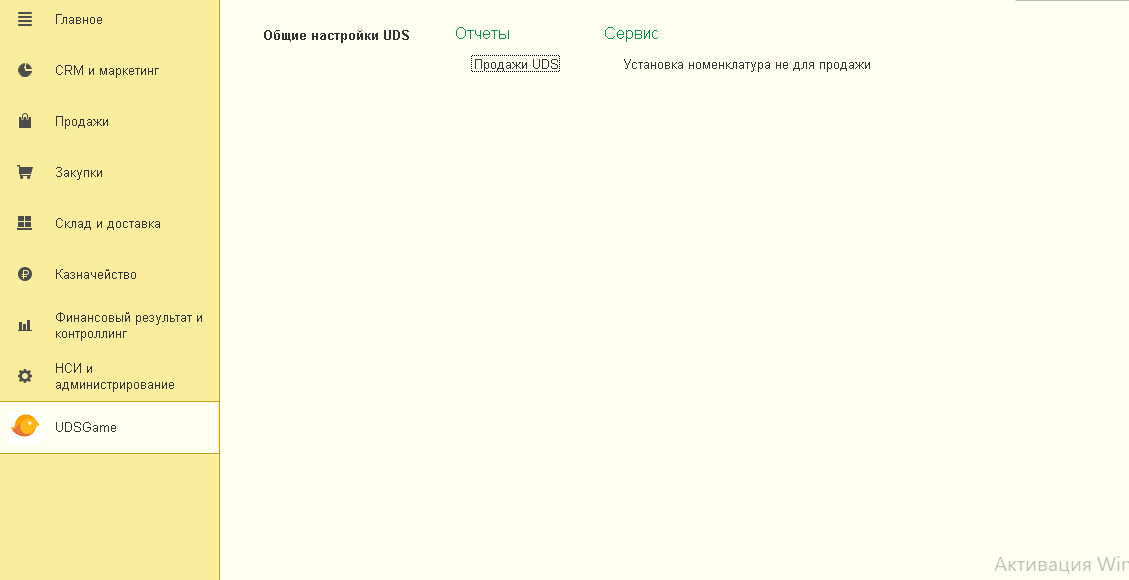 Главное
CRM и маркетинг
Продажи
Закупки
Склад и доставка
Казначейство
Финансовый результат и
контроллинг
НСИ и
администрирование
UDSGame
Общие настройки UDS
Отчеты
Продажи UDS
Сервис
Установка номенклатура не для продажи
Активация Win